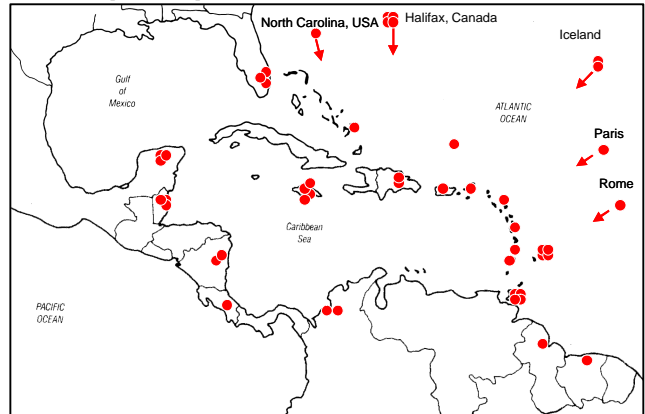 North Carolina, USA
Halifax, Canada
Iceland
Gulf
of
Mexico
ATLANTIC
OCEAN
Paris
Rome
Caribbean
Sea
PACIFIC
OCEAN